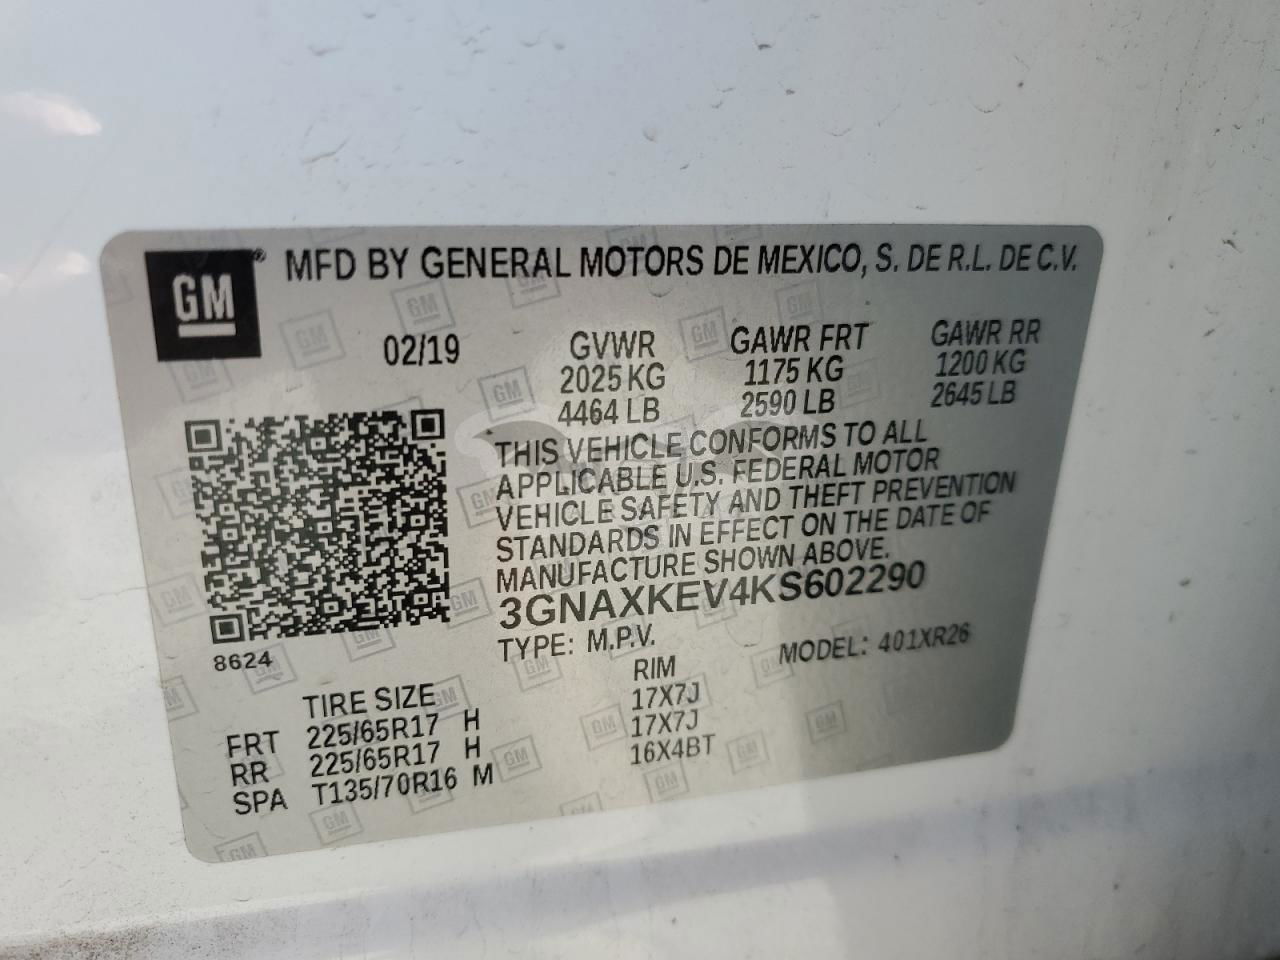 GM ® MFD BY GENERAL MOTORS DE MEXICO, S. DE R.L. DE C.V.
02/19 GVWR GAWR FRT GAWR RR
2025 KG 1175 KG 1200 KG
4464 LB 2590 LB 2645 LB
THIS VEHICLE CONFORMS TO ALL
APPLICABLE U.S. FEDERAL MOTOR
VEHICLE SAFETY AND THEFT PREVENTION
STANDARDS IN EFFECT ON THE DATE OF
MANUFACTURE SHOWN ABOVE.
3GNAXKEV4KS602290
8624 TYPE: M.P.V. MODEL: 401XR26
TIRE SIZE RIM
FRT 225/65R17 H 17X7J
RR 225/65R17 H 17X7J
SPA T135/70R16 M 16X4BT